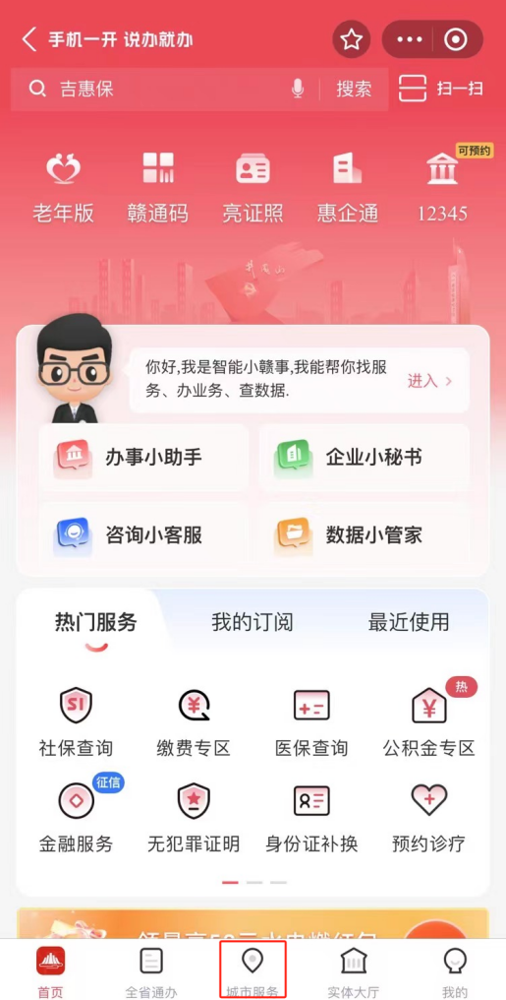 手机一开 说办就办
吉惠保
搜索
扫一扫
可预约
老年版
赣通码
亮证照
惠企通
12345
井冈山
你好,我是智能小赣事,我能帮你找服
务、办业务、查数据.
进入
办事小助手
企业小秘书
咨询小客服
数据小管家
热门服务
我的订阅
最近使用
热
SI
社保查询
缴费专区
医保查询
公积金专区
征信
金融服务
无犯罪证明
身份证补换
预约诊疗
首页
全省通办
城市服务
实体大厅
我的